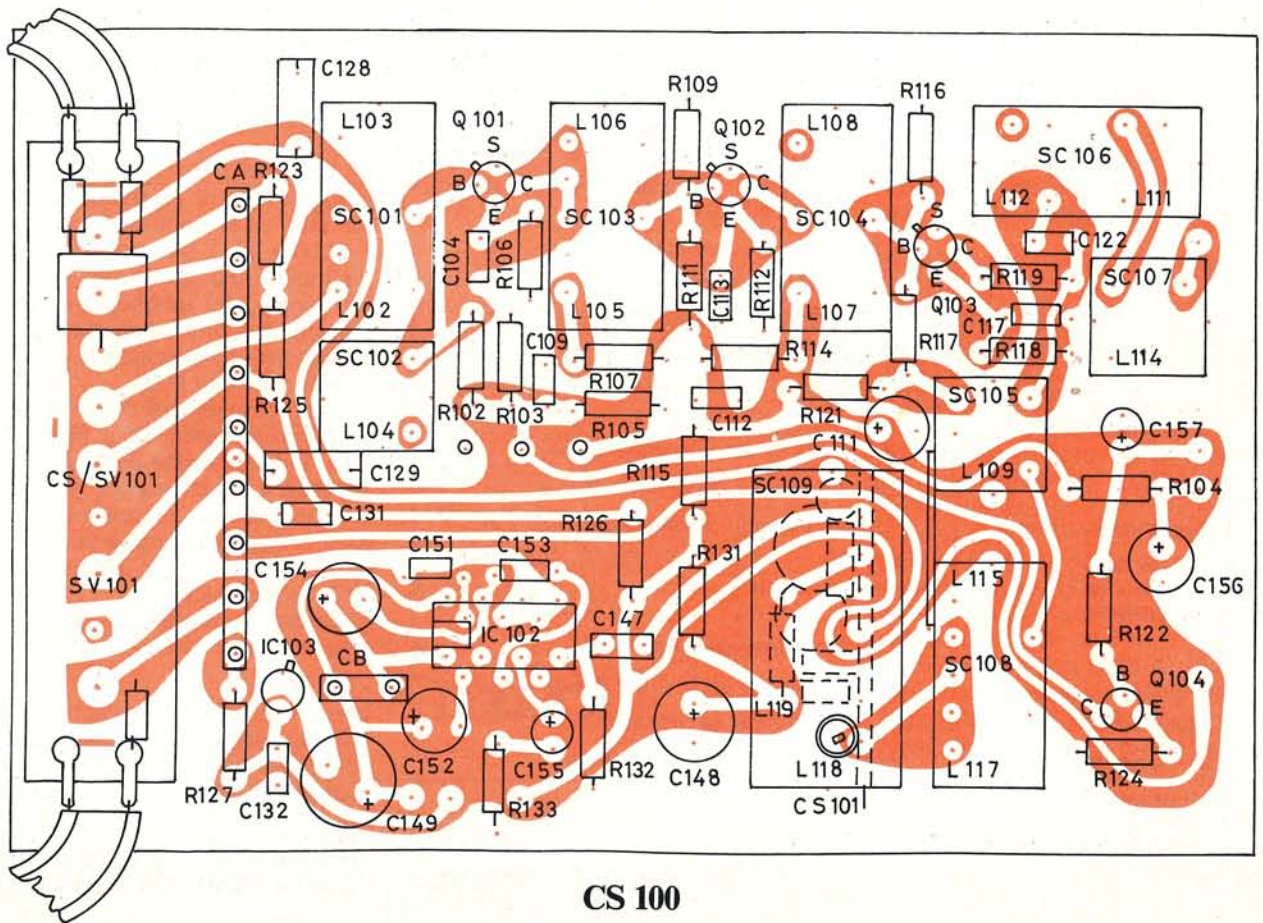 C128
L103
Q101
S
B
C
E
L106
R109
Q102
S
B
C
E
L108
R116
SC106
L112
L111
CA
R123
SC101
C104
R106
SC103
R111
C113
R112
SC104
S
B
C
E
Q103
C122
R119
SC107
L102
L105
L107
C117
R118
L114
R125
SC102
R102
R103
C109
R107
R105
C112
R114
R121
R117
SC105
L104
C129
C111
L109
C157
CS/SV101
R115
SC109
R104
C131
R126
C151
C153
R131
C154
L115
C156
SV101
IC102
C147
R122
IC103
CB
SC108
B
C
E
Q104
L119
R127
C132
C149
C152
R133
C155
R132
C148
L118
CS101
L117
R124
+
+
+
+
+
+
+
+
+
CS 100